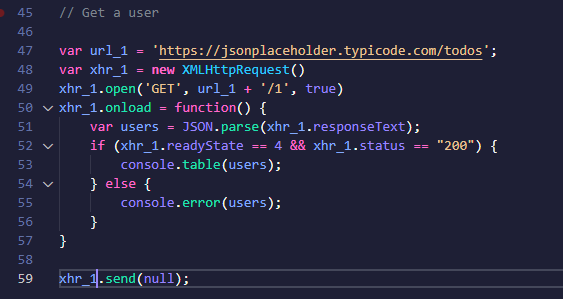 45 // Get a user
46
47 var url_1 = 'https://jsonplaceholder.typicode.com/todos';
48 var xhr_1 = new XMLHttpRequest()
49 xhr_1.open('GET', url_1 + '/1', true)
50 xhr_1.onload = function() {
51     var users = JSON.parse(xhr_1.responseText);
52     if (xhr_1.readyState == 4 && xhr_1.status == "200") {
53         console.table(users);
54     } else {
55         console.error(users);
56     }
57 }
58
59 xhr_1.send(null);